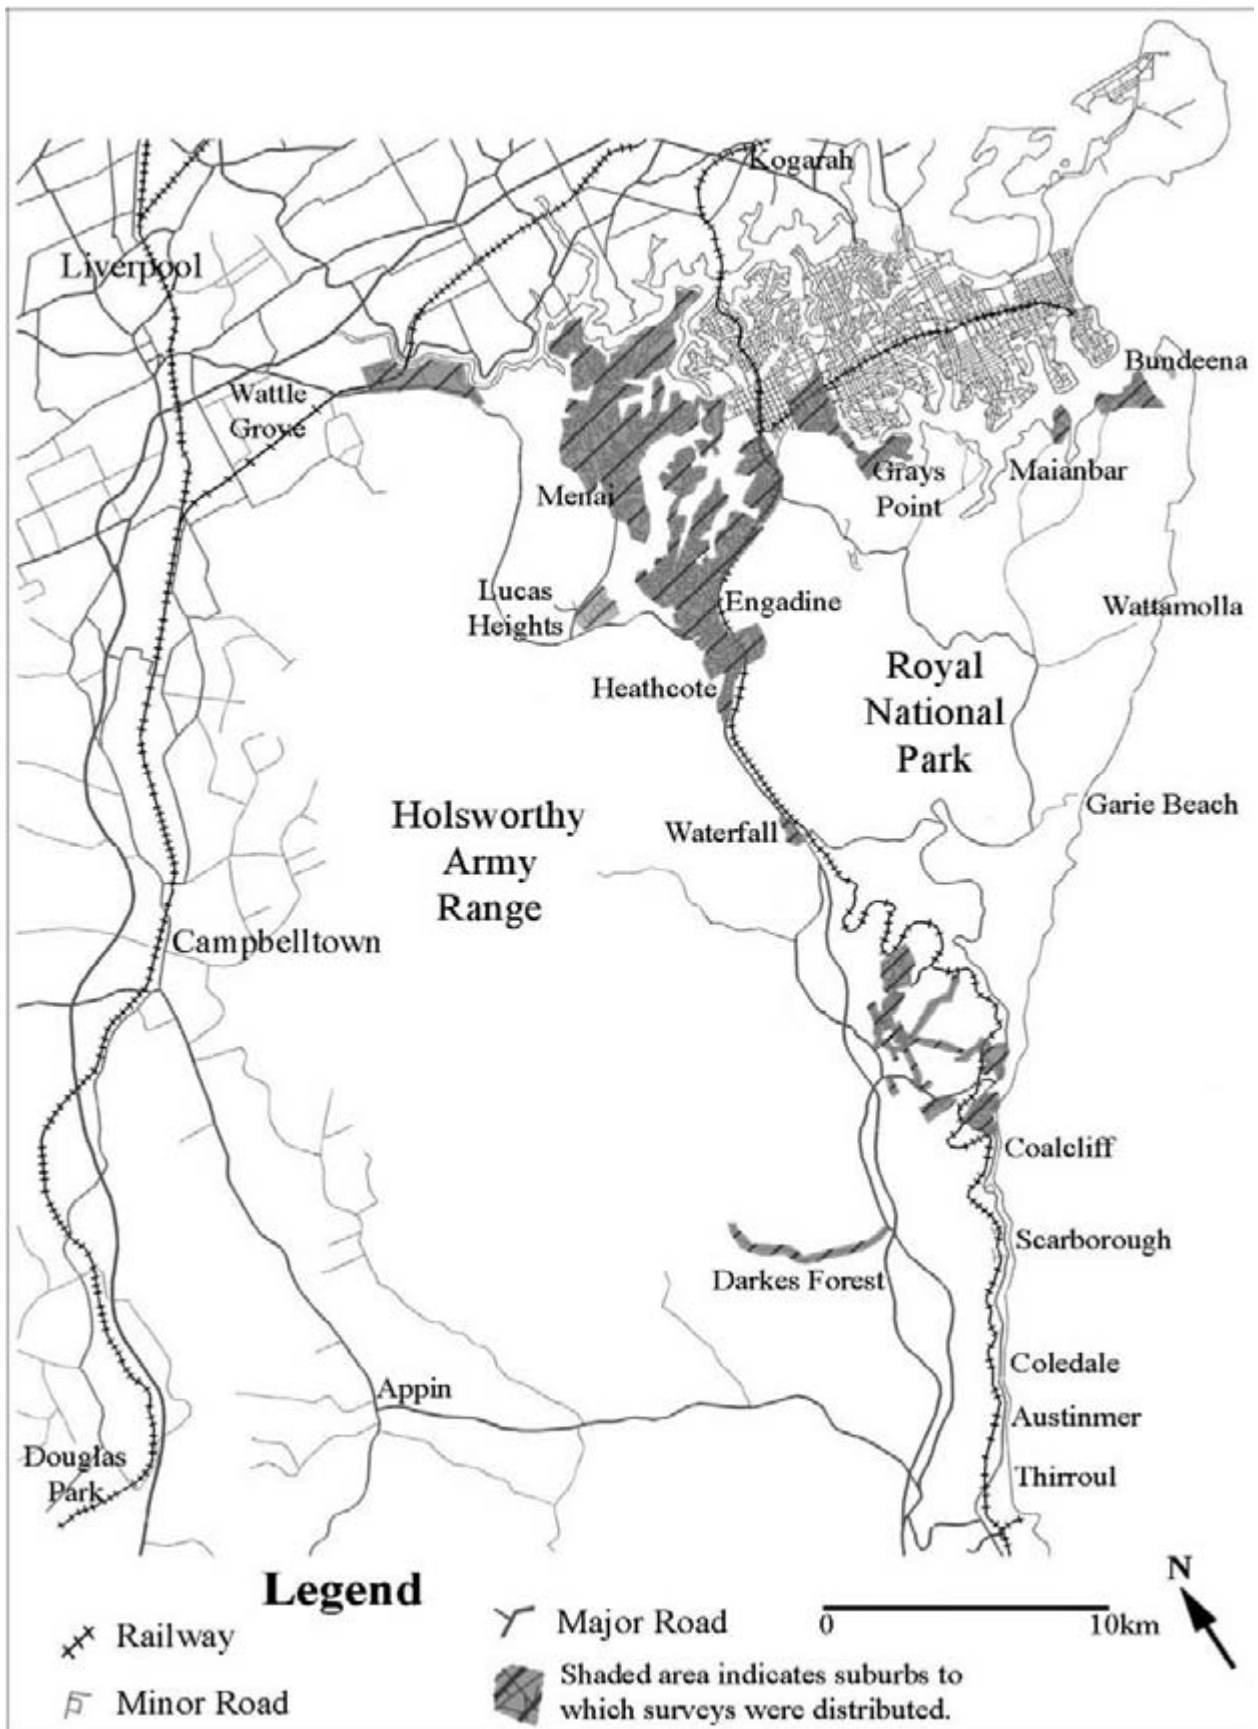 Kogarah
Liverpool
Bundeena
Wattle
Grove
Grays
Point
Maianbar
Menai
Lucas
Heights
Engadine
Wattamolla
Royal
National
Park
Heathcote
Garie Beach
Holsworthy
Army
Range
Waterfall
Campbelltown
Coalcliff
Scarborough
Darkes Forest
Coledale
Appin
Austinmer
Douglas
Park
Thirroul
Legend
N
Railway
Major Road
0 10km
Minor Road
Shaded area indicates suburbs to
which surveys were distributed.